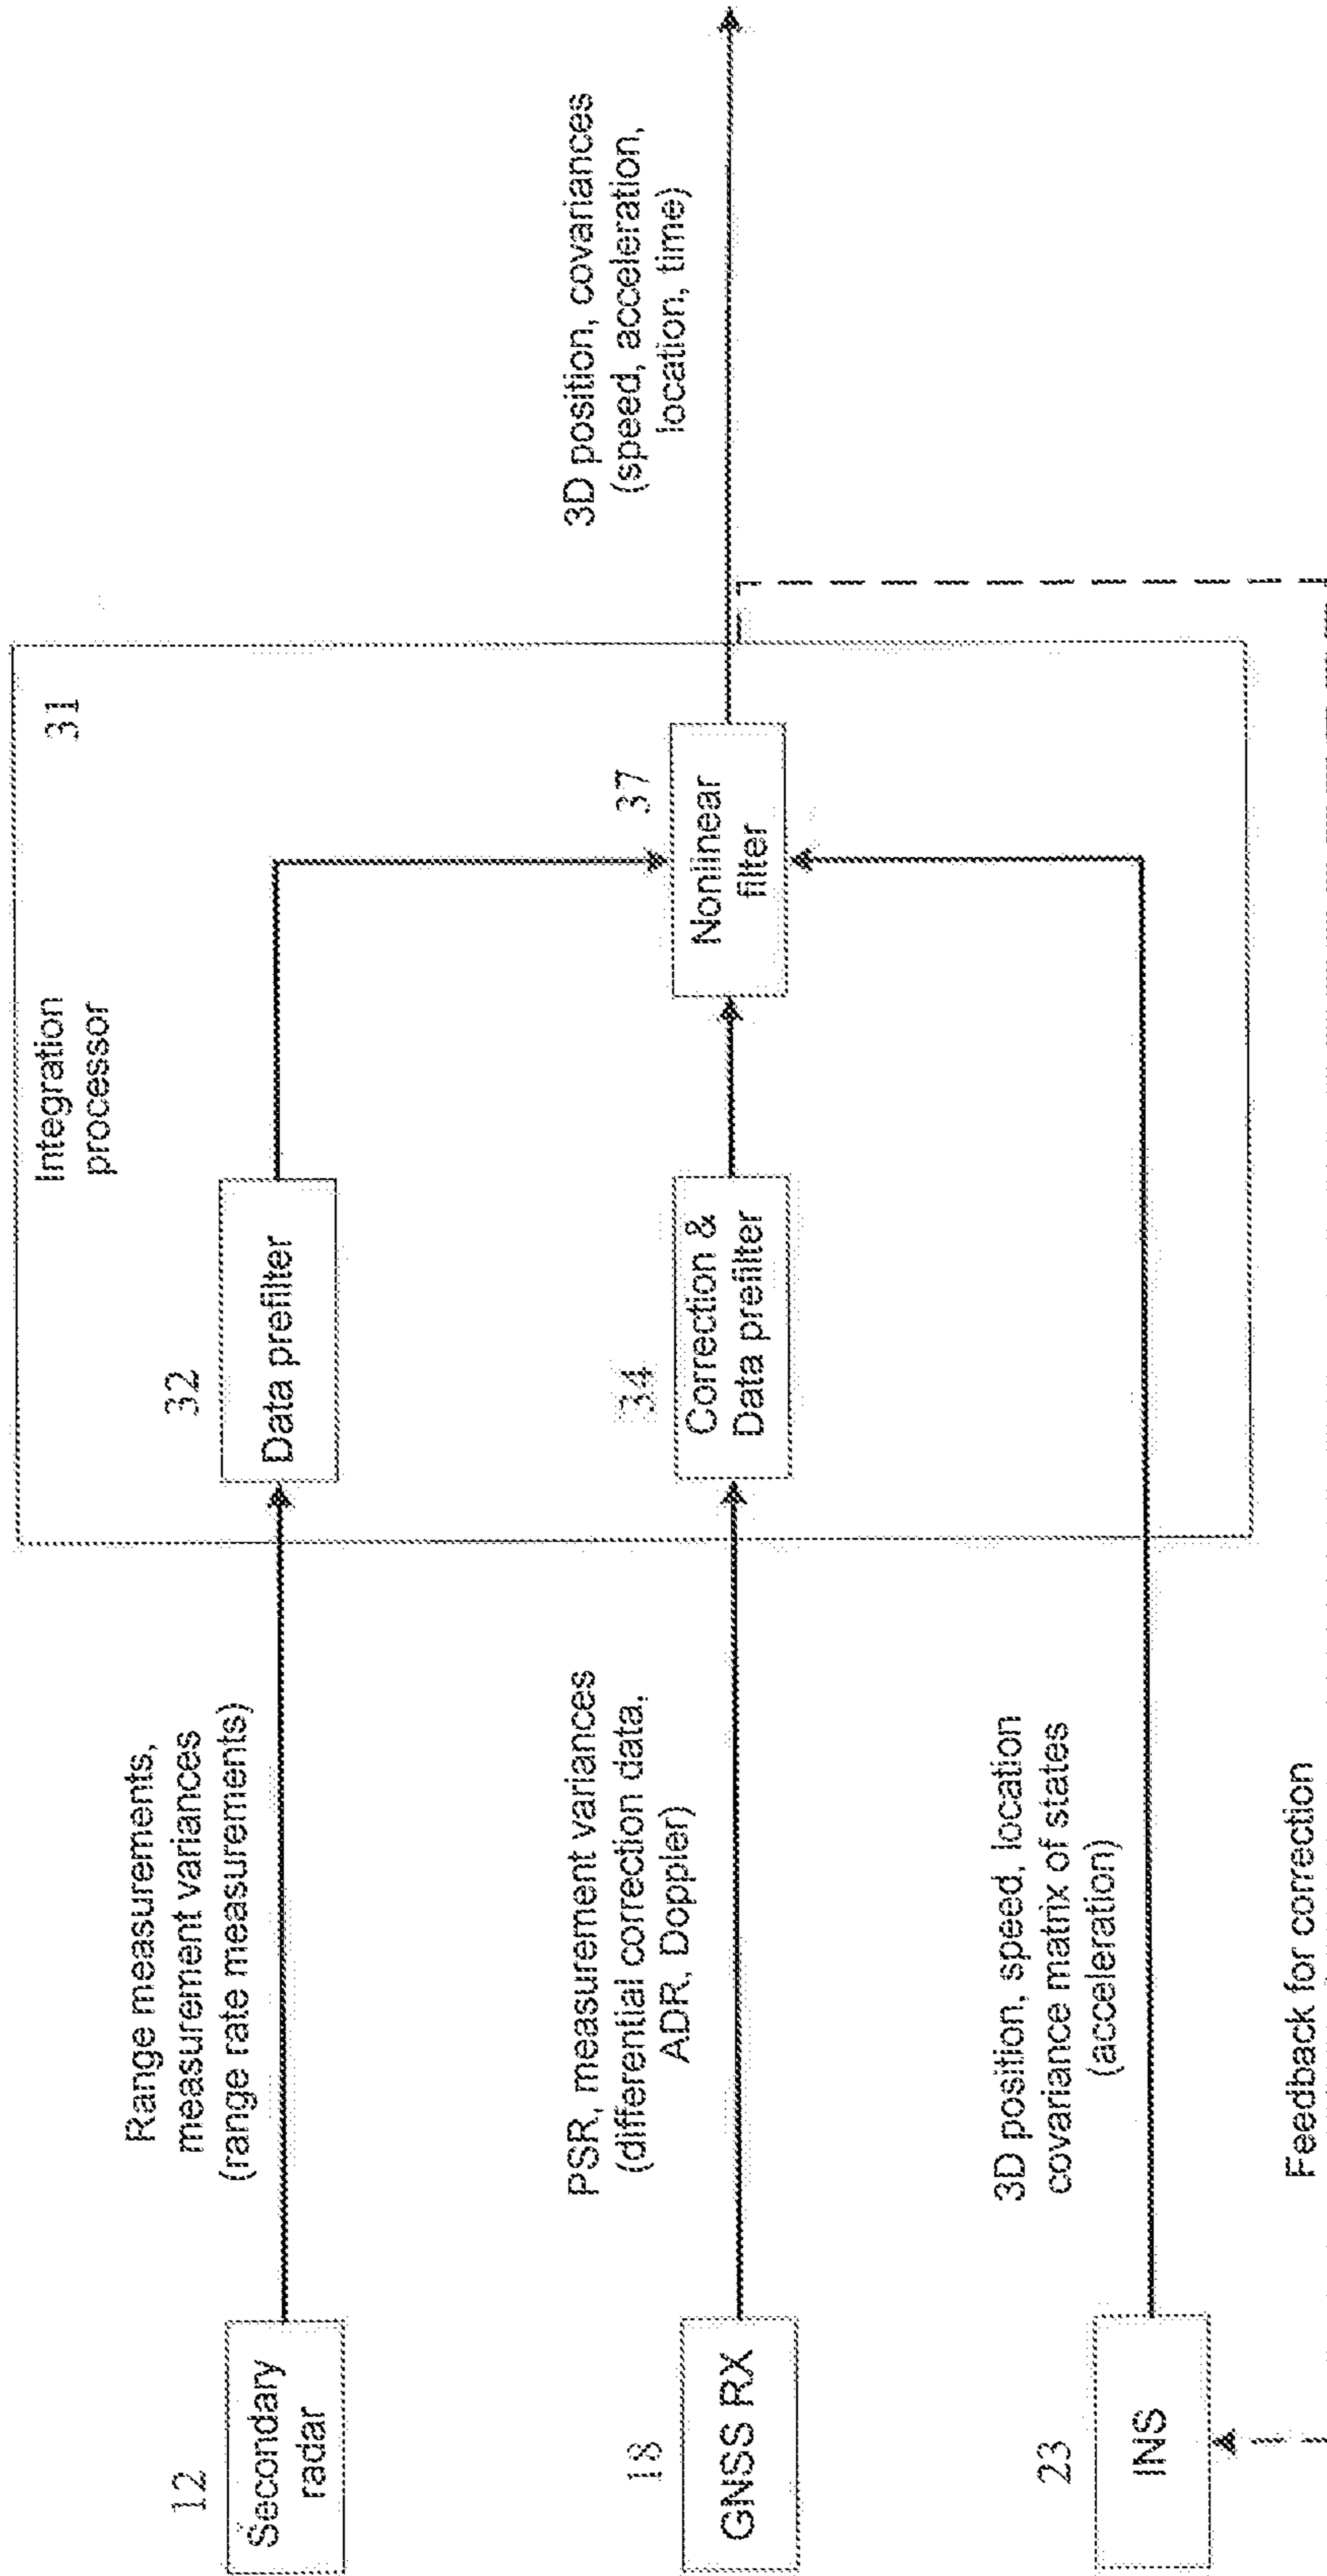 12
Secondary
radar
Range measurements,
measurement variances
(range rate measurements)
32
Data prefilter
Integration
processor
31
18
GNSS RX
PSR, measurement variances
(differential correction data,
ADR, Doppler)
34
Correction &
Data prefilter
37
Nonlinear
filter
3D position, covariances
(speed, acceleration,
location, time)
23
INS
3D position, speed, location
covariance matrix of states
(acceleration)
Feedback for correction